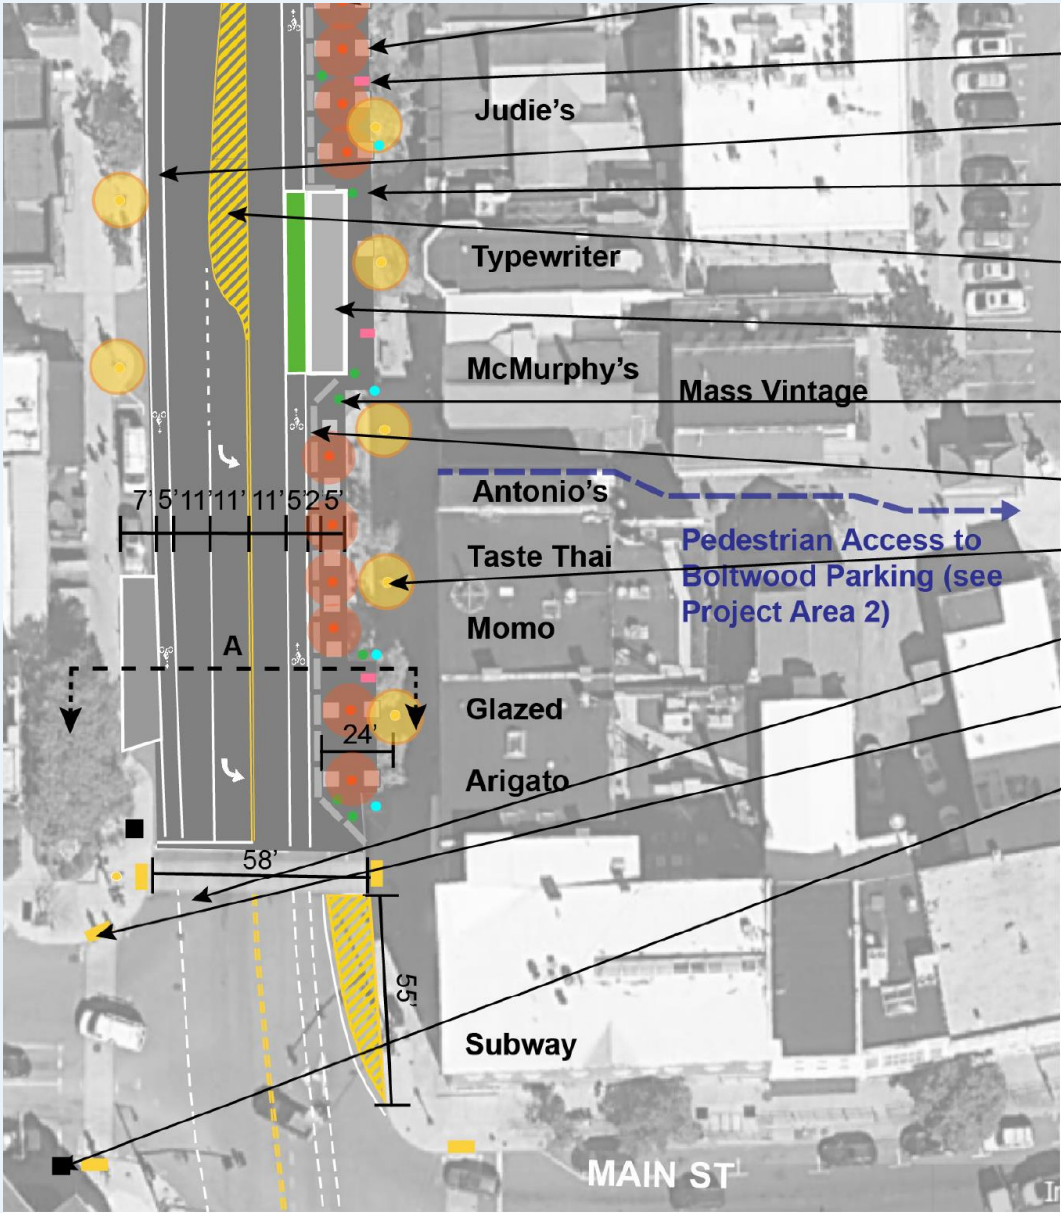 Judie's
Typewriter
McMurphy's
Mass Vintage
Antonio's
7' 5' 11' 11' 11' 5' 2' 5'
Taste Thai
Pedestrian Access to
Boltwood Parking (see
Project Area 2)
Momo
A
Glazed
24'
Arigato
58'
55'
Subway
MAIN ST